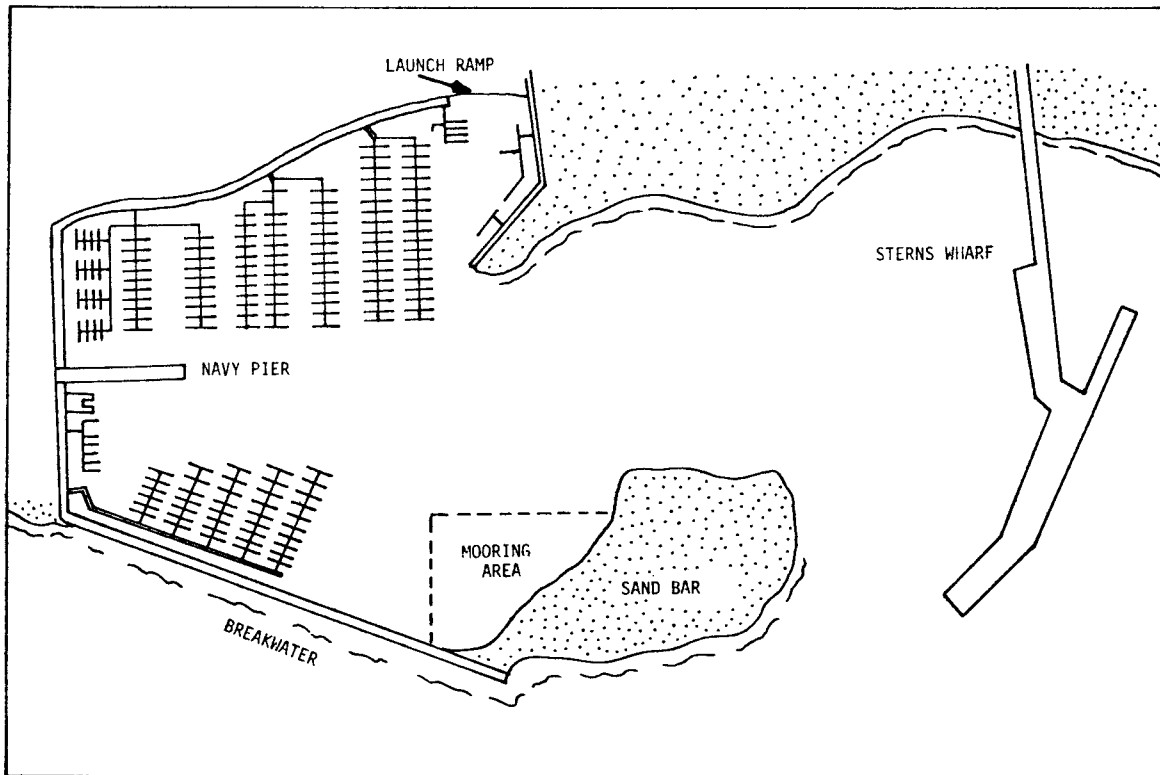 LAUNCH RAMP
STERNS WHARF
NAVY PIER
MOORING
AREA
SAND BAR
BREAKWATER